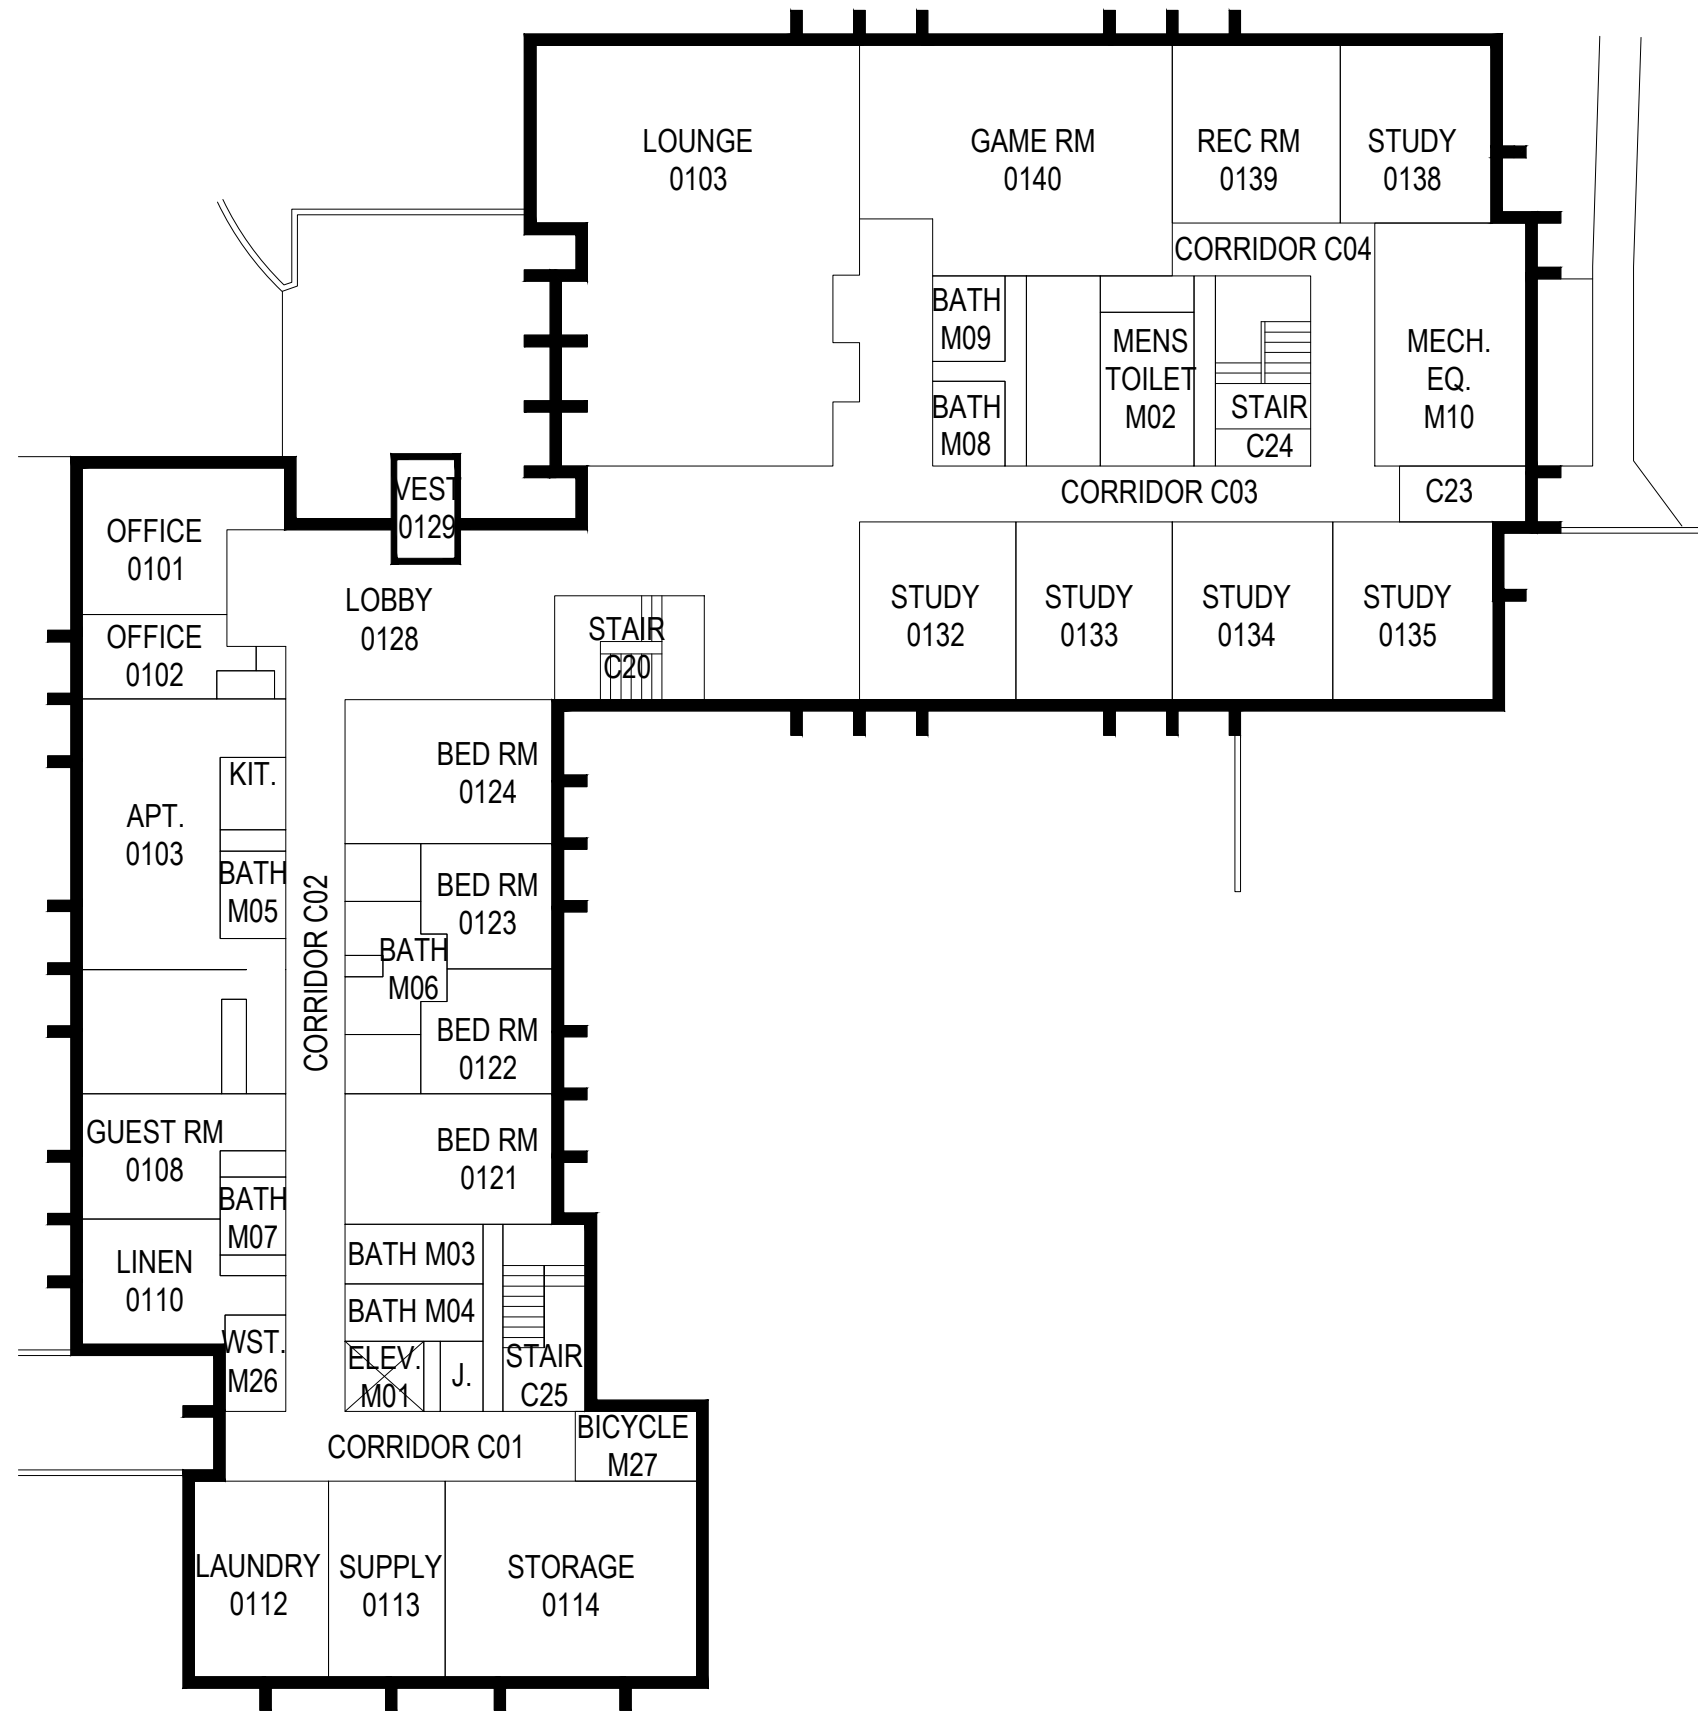 LOUNGE
0103
GAME RM
0140
REC RM
0139
STUDY
0138
CORRIDOR C04
BATH
M09
MENS
TOILET
M02
MECH.
EQ.
M10
BATH
M08
STAIR
C24
VEST
0129
CORRIDOR C03
C23
OFFICE
0101
LOBBY
0128
STAIR
C20
STUDY
0132
STUDY
0133
STUDY
0134
STUDY
0135
OFFICE
0102
KIT.
BED RM
0124
APT.
0103
BATH
M05
CORRIDOR C02
BED RM
0123
BATH
M06
BED RM
0122
GUEST RM
0108
BED RM
0121
BATH
M07
LINEN
0110
BATH M03
BATH M04
WST.
M26
ELEV.
M01
J.
STAIR
C25
CORRIDOR C01
BICYCLE
M27
LAUNDRY
0112
SUPPLY
0113
STORAGE
0114